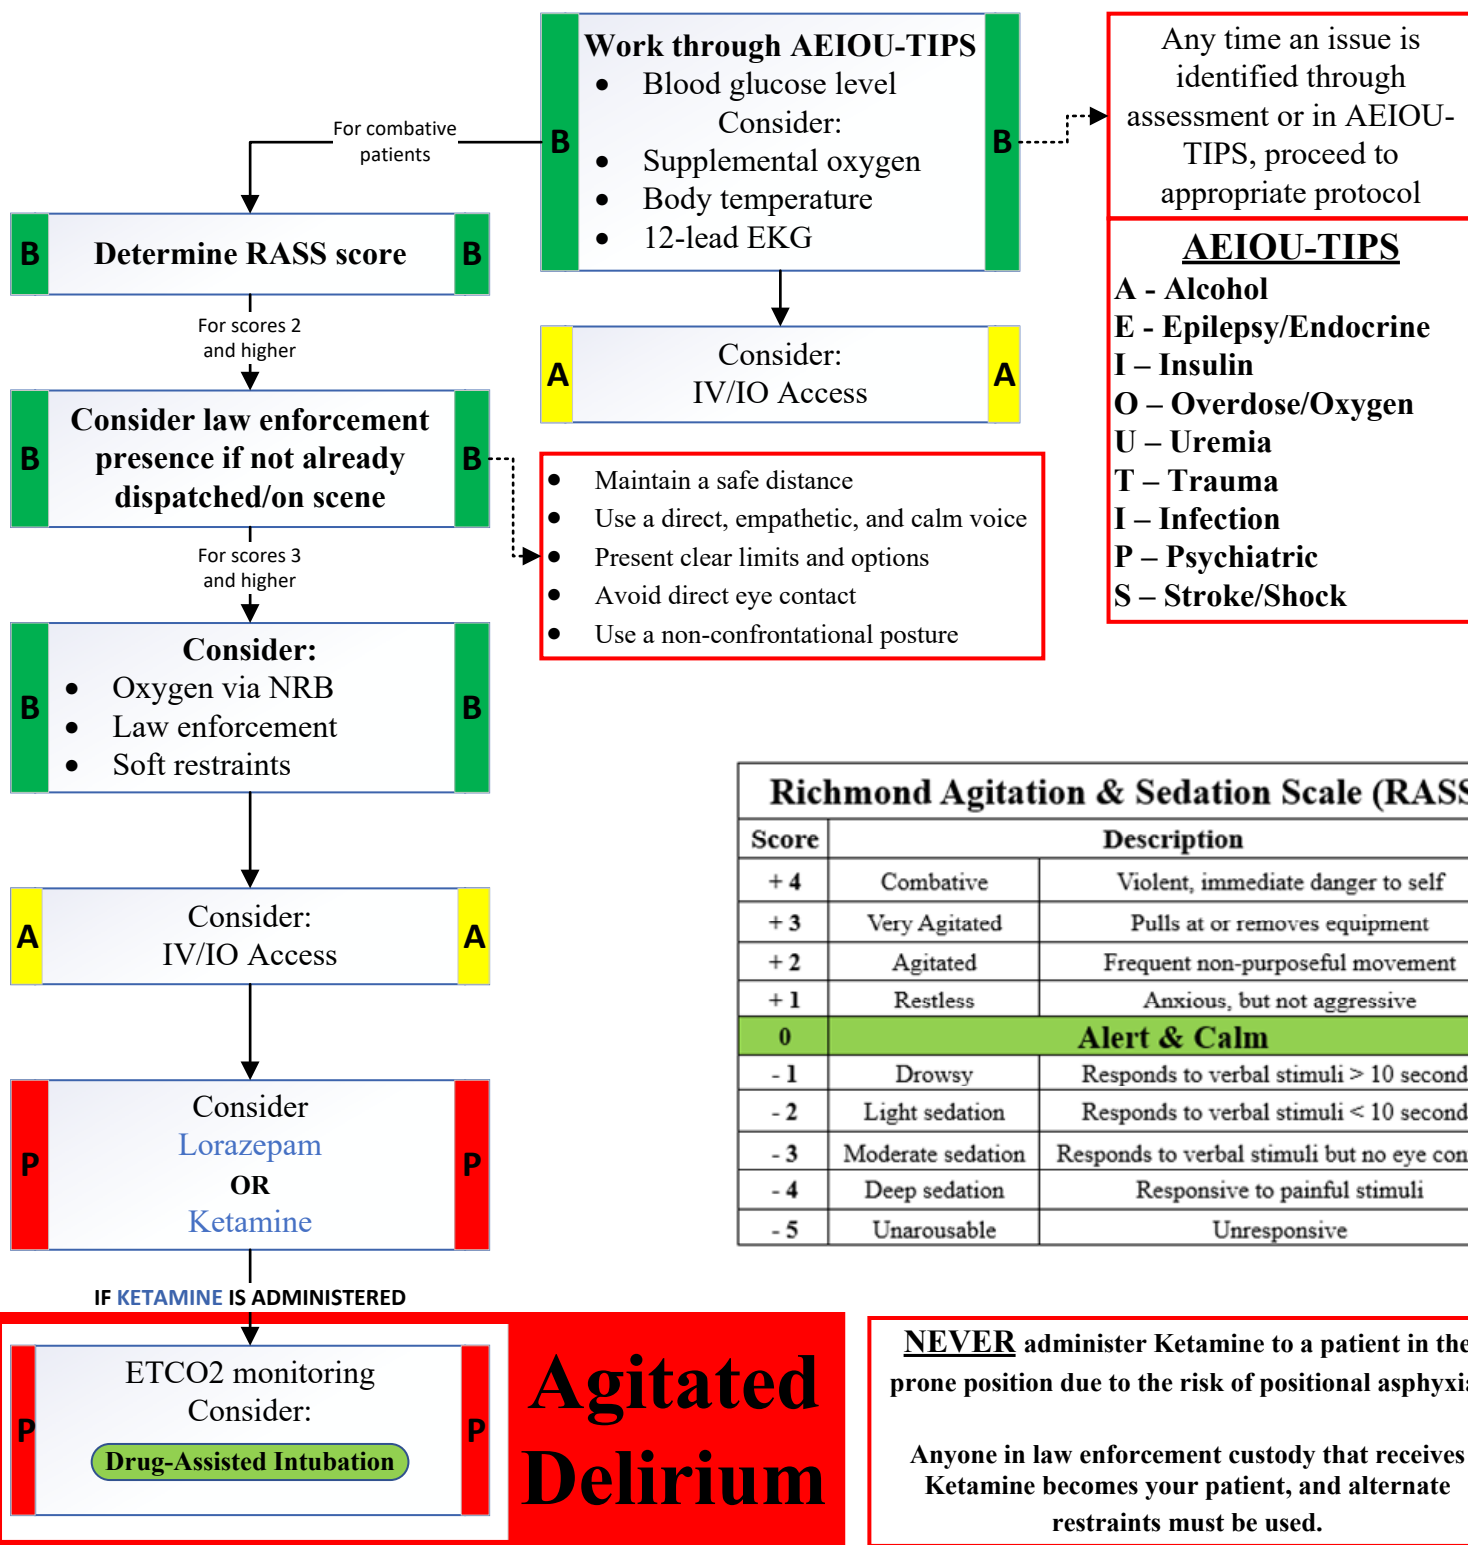 Work through AEIOU-TIPS
• Blood glucose level
Consider:
• Supplemental oxygen
• Body temperature
• 12-lead EKG
B
B
Any time an issue is
identified through
assessment or in AEIOU-
TIPS, proceed to
appropriate protocol
For combative
patients
B
Determine RASS score
B
AEIOU-TIPS
A - Alcohol
E - Epilepsy/Endocrine
I – Insulin
O – Overdose/Oxygen
U – Uremia
T – Trauma
I – Infection
P – Psychiatric
S – Stroke/Shock
For scores 2
and higher
A
Consider:
IV/IO Access
A
B
Consider law enforcement
presence if not already
dispatched/on scene
B
• Maintain a safe distance
• Use a direct, empathetic, and calm voice
• Present clear limits and options
• Avoid direct eye contact
• Use a non-confrontational posture
For scores 3
and higher
B
Consider:
• Oxygen via NRB
• Law enforcement
• Soft restraints
B
A
Consider:
IV/IO Access
A
Richmond Agitation & Sedation Scale (RASS
Score Description
+ 4 Combative Violent, immediate danger to self
+ 3 Very Agitated Pulls at or removes equipment
+ 2 Agitated Frequent non-purposeful movement
+ 1 Restless Anxious, but not aggressive
0 Alert & Calm
- 1 Drowsy Responds to verbal stimuli > 10 second
- 2 Light sedation Responds to verbal stimuli < 10 second
- 3 Moderate sedation Responds to verbal stimuli but no eye con
- 4 Deep sedation Responsive to painful stimuli
- 5 Unarousable Unresponsive
P
Consider
Lorazepam
OR
Ketamine
P
IF KETAMINE IS ADMINISTERED
P
ETCO2 monitoring
Consider:
Drug-Assisted Intubation
P
Agitated
Delirium
NEVER administer Ketamine to a patient in the
prone position due to the risk of positional asphyxia
Anyone in law enforcement custody that receives
Ketamine becomes your patient, and alternate
restraints must be used.